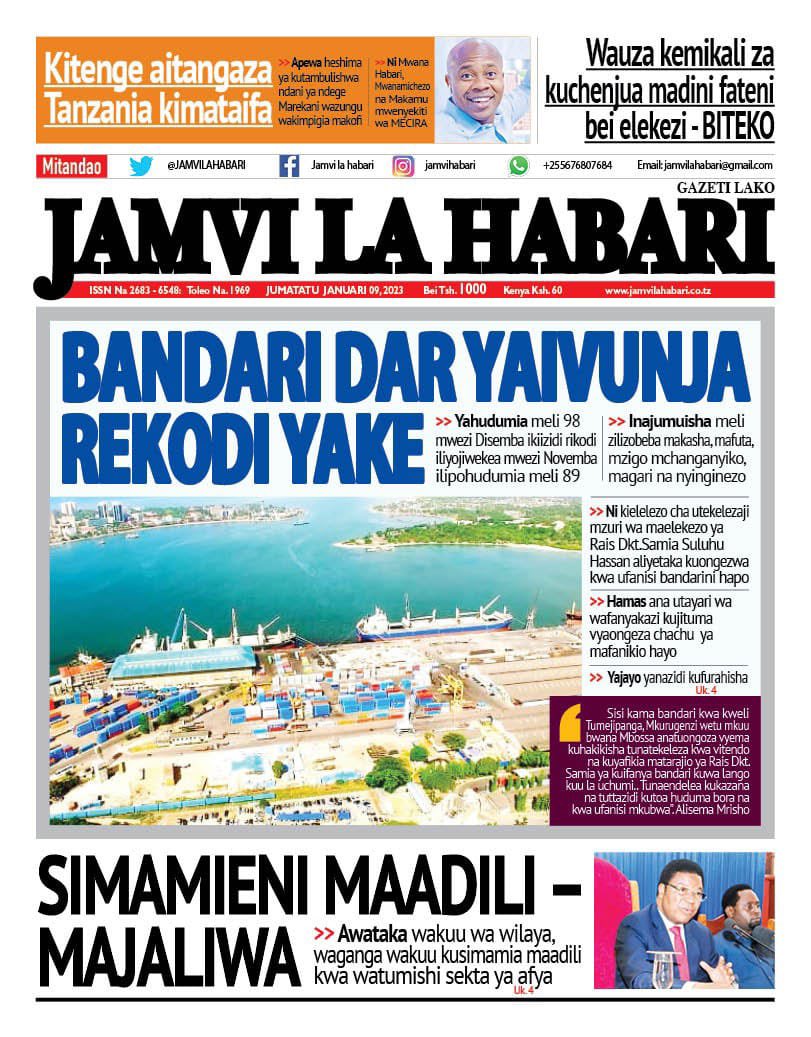 Kitenge aitangaza
Tanzania kimataifa
>> Apewa heshima
ya kutambulishwa
ndani ya ndege
Marekani wazungu
wakimpigia makofi
>> Ni Mwana
Habari,
Mwanamichezo
na Makamu
mwenyekiti
wa MECIRA
Wauza kemikali za
kuchenjua madini fateni
bei elekezi - BITEKO
Mitandao @JAMVILAHABARI Jamvi la habari jamvihabari +255676807684 Email: jamvilahabari@gmail.com
GAZETI LAKO
JAMVI LA HABARI
ISSN Na 2683 - 6548: Toleo Na. 1969 JUMATATU JANUARI 09, 2023 Bei Tsh. 1000 Kenya Ksh. 60 www.jamvilahabari.co.tz
BANDARI DAR YAIVUNJA
REKODI YAKE
>> Yahudumia meli 98
mwezi Disemba ikiizidi rikodi
iliyojiwekea mwezi Novemba
ilipohudumia meli 89
>> Inajumuisha meli
zilizobeba makasha, mafuta,
mzigo mchanganyiko,
magari na nyinginezo
>> Ni kielelezo cha utekelezaji
mzuri wa maelekezo ya
Rais Dkt.Samia Suluhu
Hassan aliyetaka kuongezwa
kwa ufanisi bandarini hapo
>> Hamas ana utayari wa
wafanyakazi kujituma
vyaongeza chachu ya
mafanikio hayo
>> Yajayo yanazidi kufurahisha
Uk. 4
Sisi kama bandari kwa kweli
Tumejipanga, Mkurugenzi wetu mkuu
bwana Mbossa anatuongoza vyema
kuhakikisha tunatekeleza kwa vitendo
na kuyafikia matarajio ya Rais Dkt.
Samia ya kuifanya bandari kuwa lango
kuu la uchumi.. Tunaendelea kukazana
na tuttazidi kutoa huduma bora na
kwa ufanisi mkubwa". Alisema Mrisho
SIMAMIENI MAADILI –
MAJALIWA
>> Awataka wakuu wa wilaya,
waganga wakuu kusimamia maadili
kwa watumishi sekta ya afya
Uk. 4